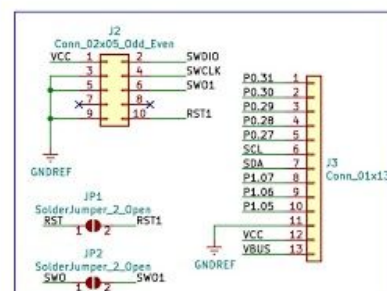 J2
Conn_02x05_Odd_Even
VCC 1 2 SWDIO
3 4 SWCLK
5 6 SWO1
7 8
9 10 RST1
GNDREF
JP1
SolderJumper_2_Open
RST 1 2 RST1
JP2
SolderJumper_2_Open
SWO 1 2 SWO1
P0.31 1
P0.30 2
P0.29 3
P0.28 4
P0.27 5
SCL 6
SDA 7
P1.07 8
P1.06 9
P1.05 10
11
VCC 12
VBUS 13
J3
Conn_01x13
GNDREF